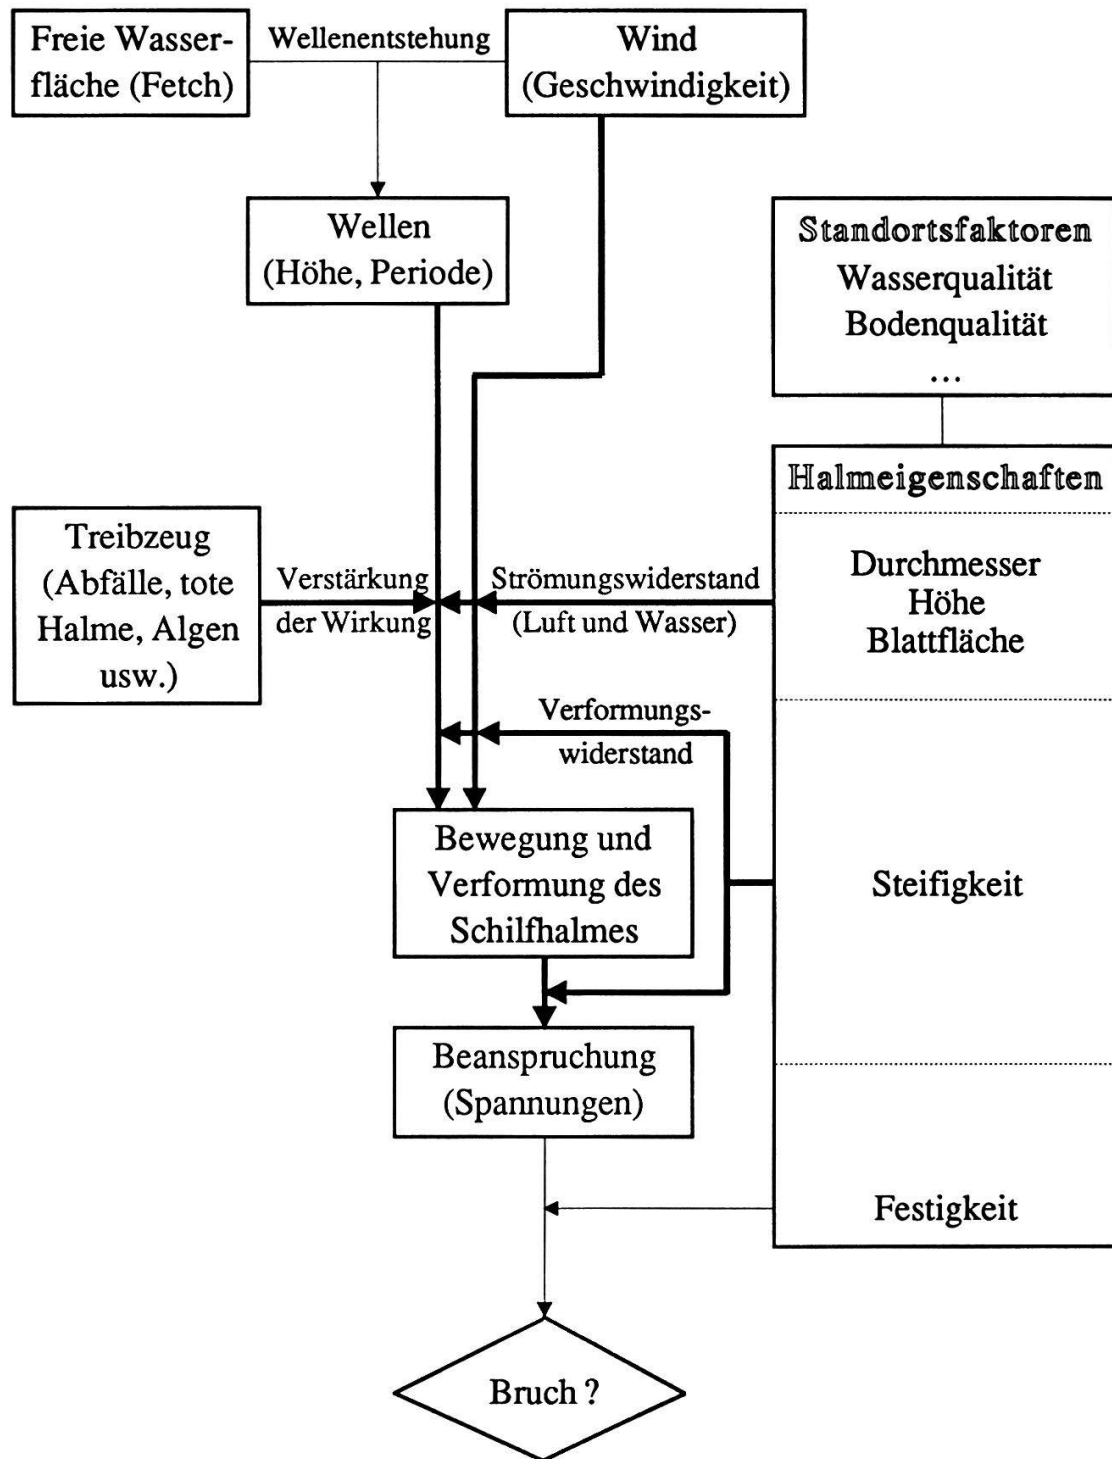 Freie Wasser-
fläche (Fetch)
Wellenentstehung
Wind
(Geschwindigkeit)
Wellen
(Höhe, Periode)
Standortsfaktoren
Wasserqualität
Bodenqualität
...
Halmeigenschaften
Treibzeug
(Abfälle, tote
Halme, Algen
usw.)
Verstärkung
der Wirkung
Strömungswiderstand
(Luft und Wasser)
Durchmesser
Höhe
Blattfläche
Verformungs-
widerstand
Bewegung und
Verformung des
Schilfhalmes
Steifigkeit
Beanspruchung
(Spannungen)
Festigkeit
Bruch ?